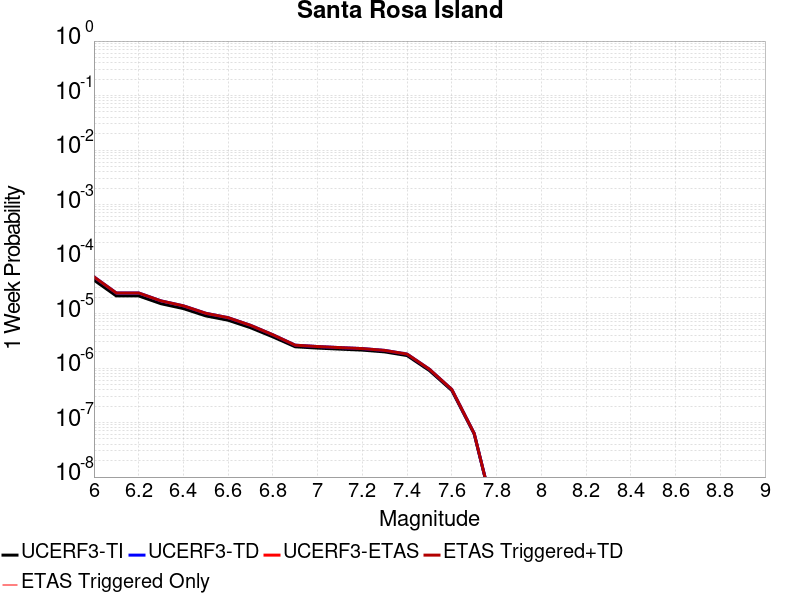 Santa Rosa Island
1 Week Probability
10^0
10^-1
10^-2
10^-3
10^-4
10^-5
10^-6
10^-7
10^-8
6 6.2 6.4 6.6 6.8 7 7.2 7.4 7.6 7.8 8 8.2 8.4 8.6 8.8 9
Magnitude
UCERF3-TI UCERF3-TD UCERF3-ETAS ETAS Triggered+TD
ETAS Triggered Only